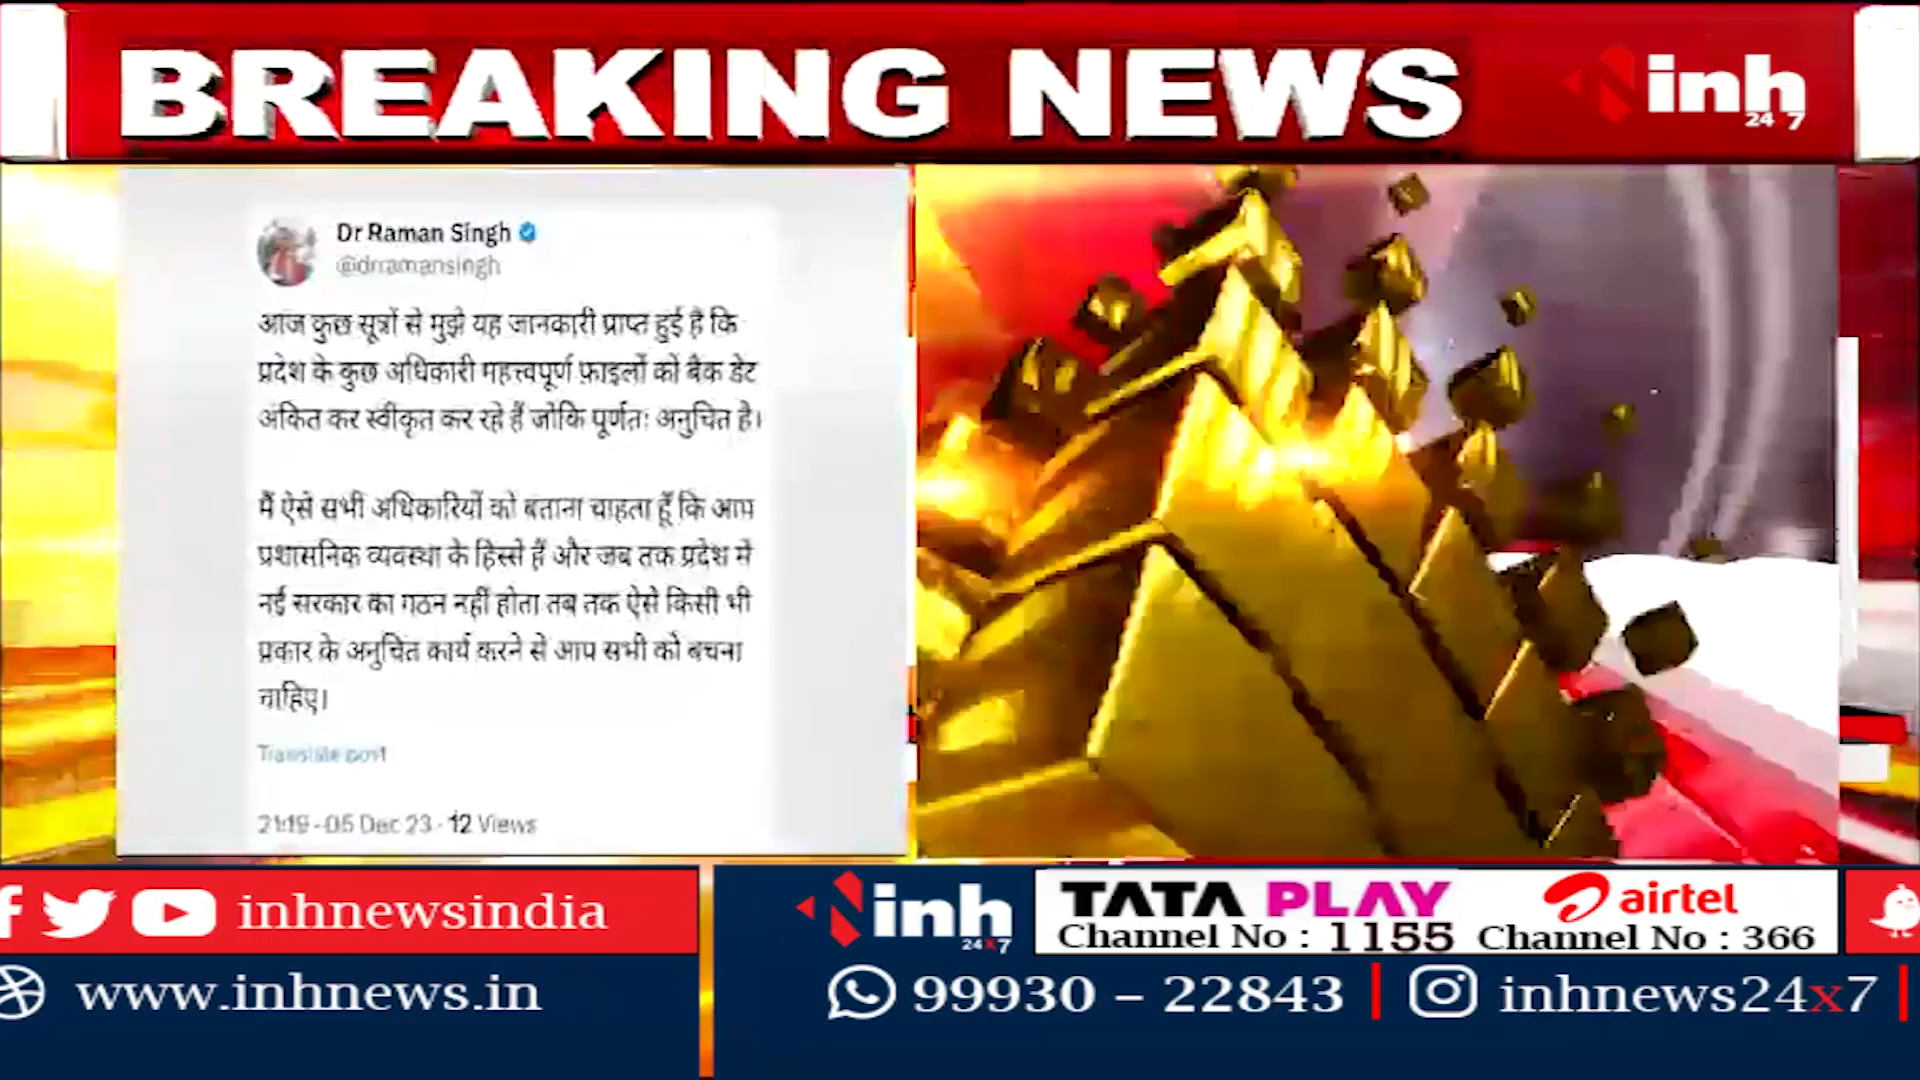 BREAKING NEWS
inh
24x7
Dr Raman Singh
@drramansingh
आज कुछ सूत्रों से मुझे यह जानकारी प्राप्त हुई है कि
प्रदेश के कुछ अधिकारी महत्त्वपूर्ण फ़ाइलों को बैक डेट
अंकित कर स्वीकृत कर रहे हैं जोकि पूर्णतः अनुचित है।
मैं ऐसे सभी अधिकारियों को बताना चाहता हूँ कि आप
प्रशासनिक व्यवस्था के हिस्से हैं और जब तक प्रदेश में
नई सरकार का गठन नहीं होता तब तक ऐसे किसी भी
प्रकार के अनुचित कार्य करने से आप सभी को बचना
चाहिए।
Translate post
21:19 - 05 Dec 23 - 12 Views
inhnewsindia
inh
24x7
TATA PLAY
Channel No : 1155
airtel
Channel No : 366
www.inhnews.in
99930 – 22843
inhnews24x7